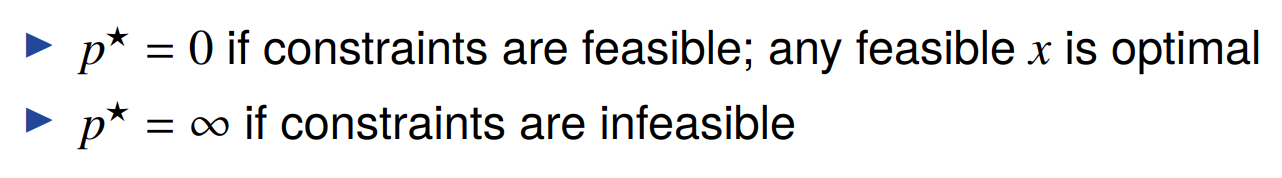 ▶ p★ = 0 if constraints are feasible; any feasible x is optimal
▶ p★ = ∞ if constraints are infeasible